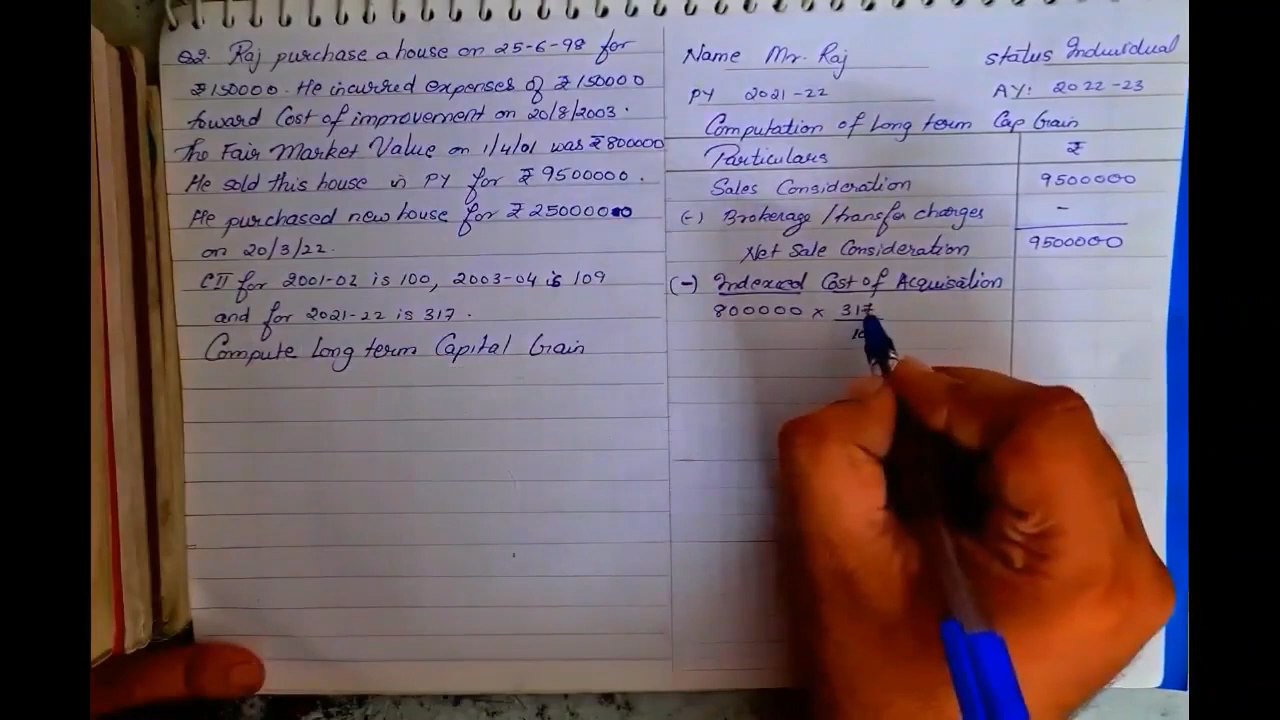 Q2. Raj purchase a house on 25-6-98 for
₹150000. He incurred expenses of ₹150000
toward Cost of improvement on 20/8/2003.
The Fair Market Value on 1/4/01 was ₹800000
He sold this house in PY for ₹9500000.
He purchased new house for ₹2500000
on 20/3/22.
CII for 2001-02 is 100, 2003-04 is 109
and for 2021-22 is 317.
Compute Long term Capital Gain
Name Mr. Raj status Individual
PY 2021-22 AY: 2022-23
Computation of Long term Cap Gain
Particulars ₹
Sales Consideration 9500000
(-) Brokerage/transfer charges -
Net Sale Consideration 9500000
(-) Indexed Cost of Acquisation
800000 x 317